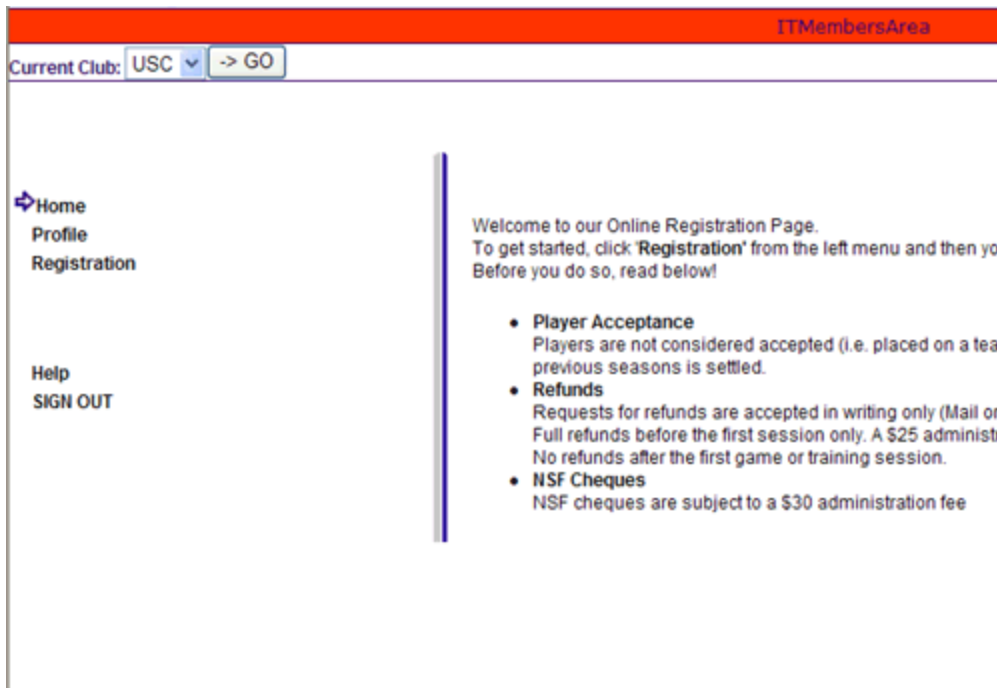 ITMembersArea
Current Club: USC -> GO
Home
Profile
Registration
Help
SIGN OUT
Welcome to our Online Registration Page.
To get started, click 'Registration' from the left menu and then yo
Before you do so, read below!
Player Acceptance
Players are not considered accepted (i.e. placed on a tea
previous seasons is settled.
Refunds
Requests for refunds are accepted in writing only (Mail or
Full refunds before the first session only. A $25 administr
No refunds after the first game or training session.
NSF Cheques
NSF cheques are subject to a $30 administration fee